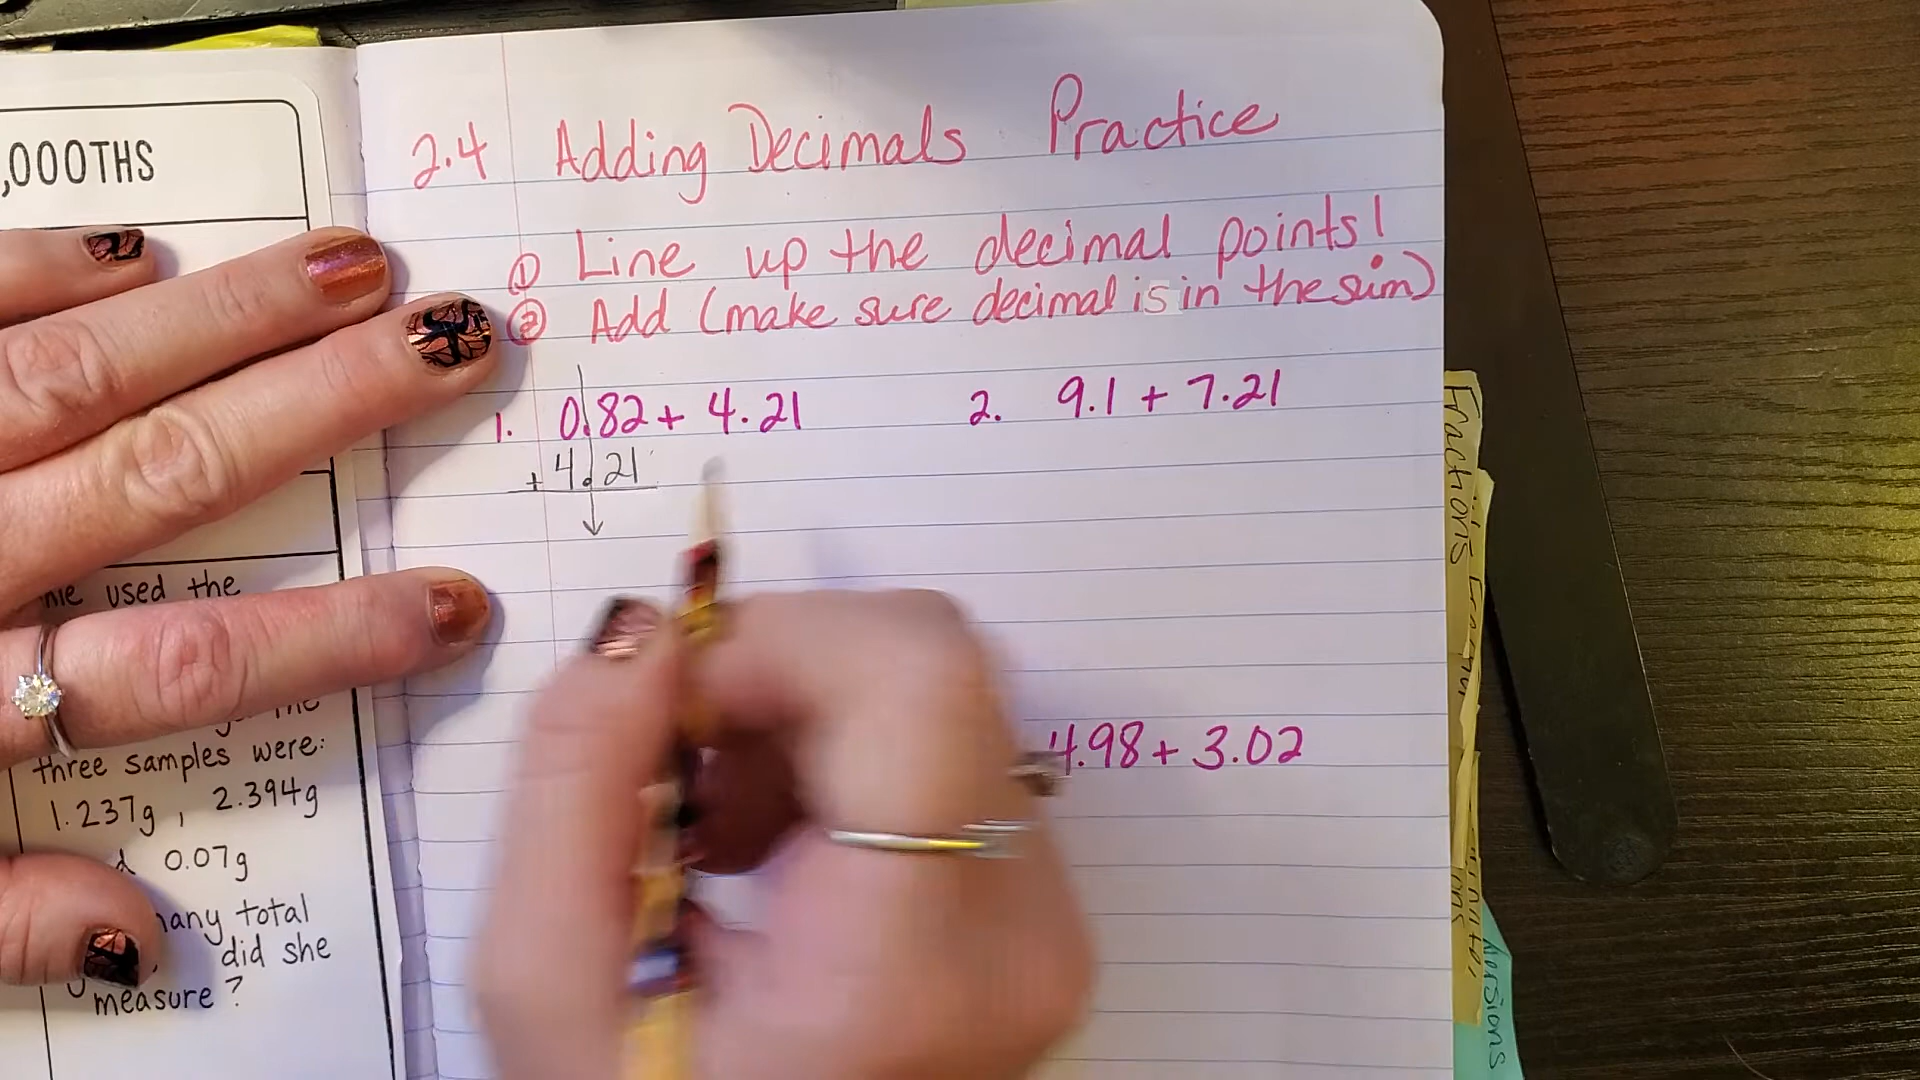 ,000THS
used the
three samples were:
1.237g , 2.394g
0.07g
total
did she
measure?
2.4 Adding Decimals Practice
① Line up the decimal points!
② Add (make sure decimal is in the sum)
1. 0.82 + 4.21
+ 4.21
2. 9.1 + 7.21
4.98 + 3.02
Fractions